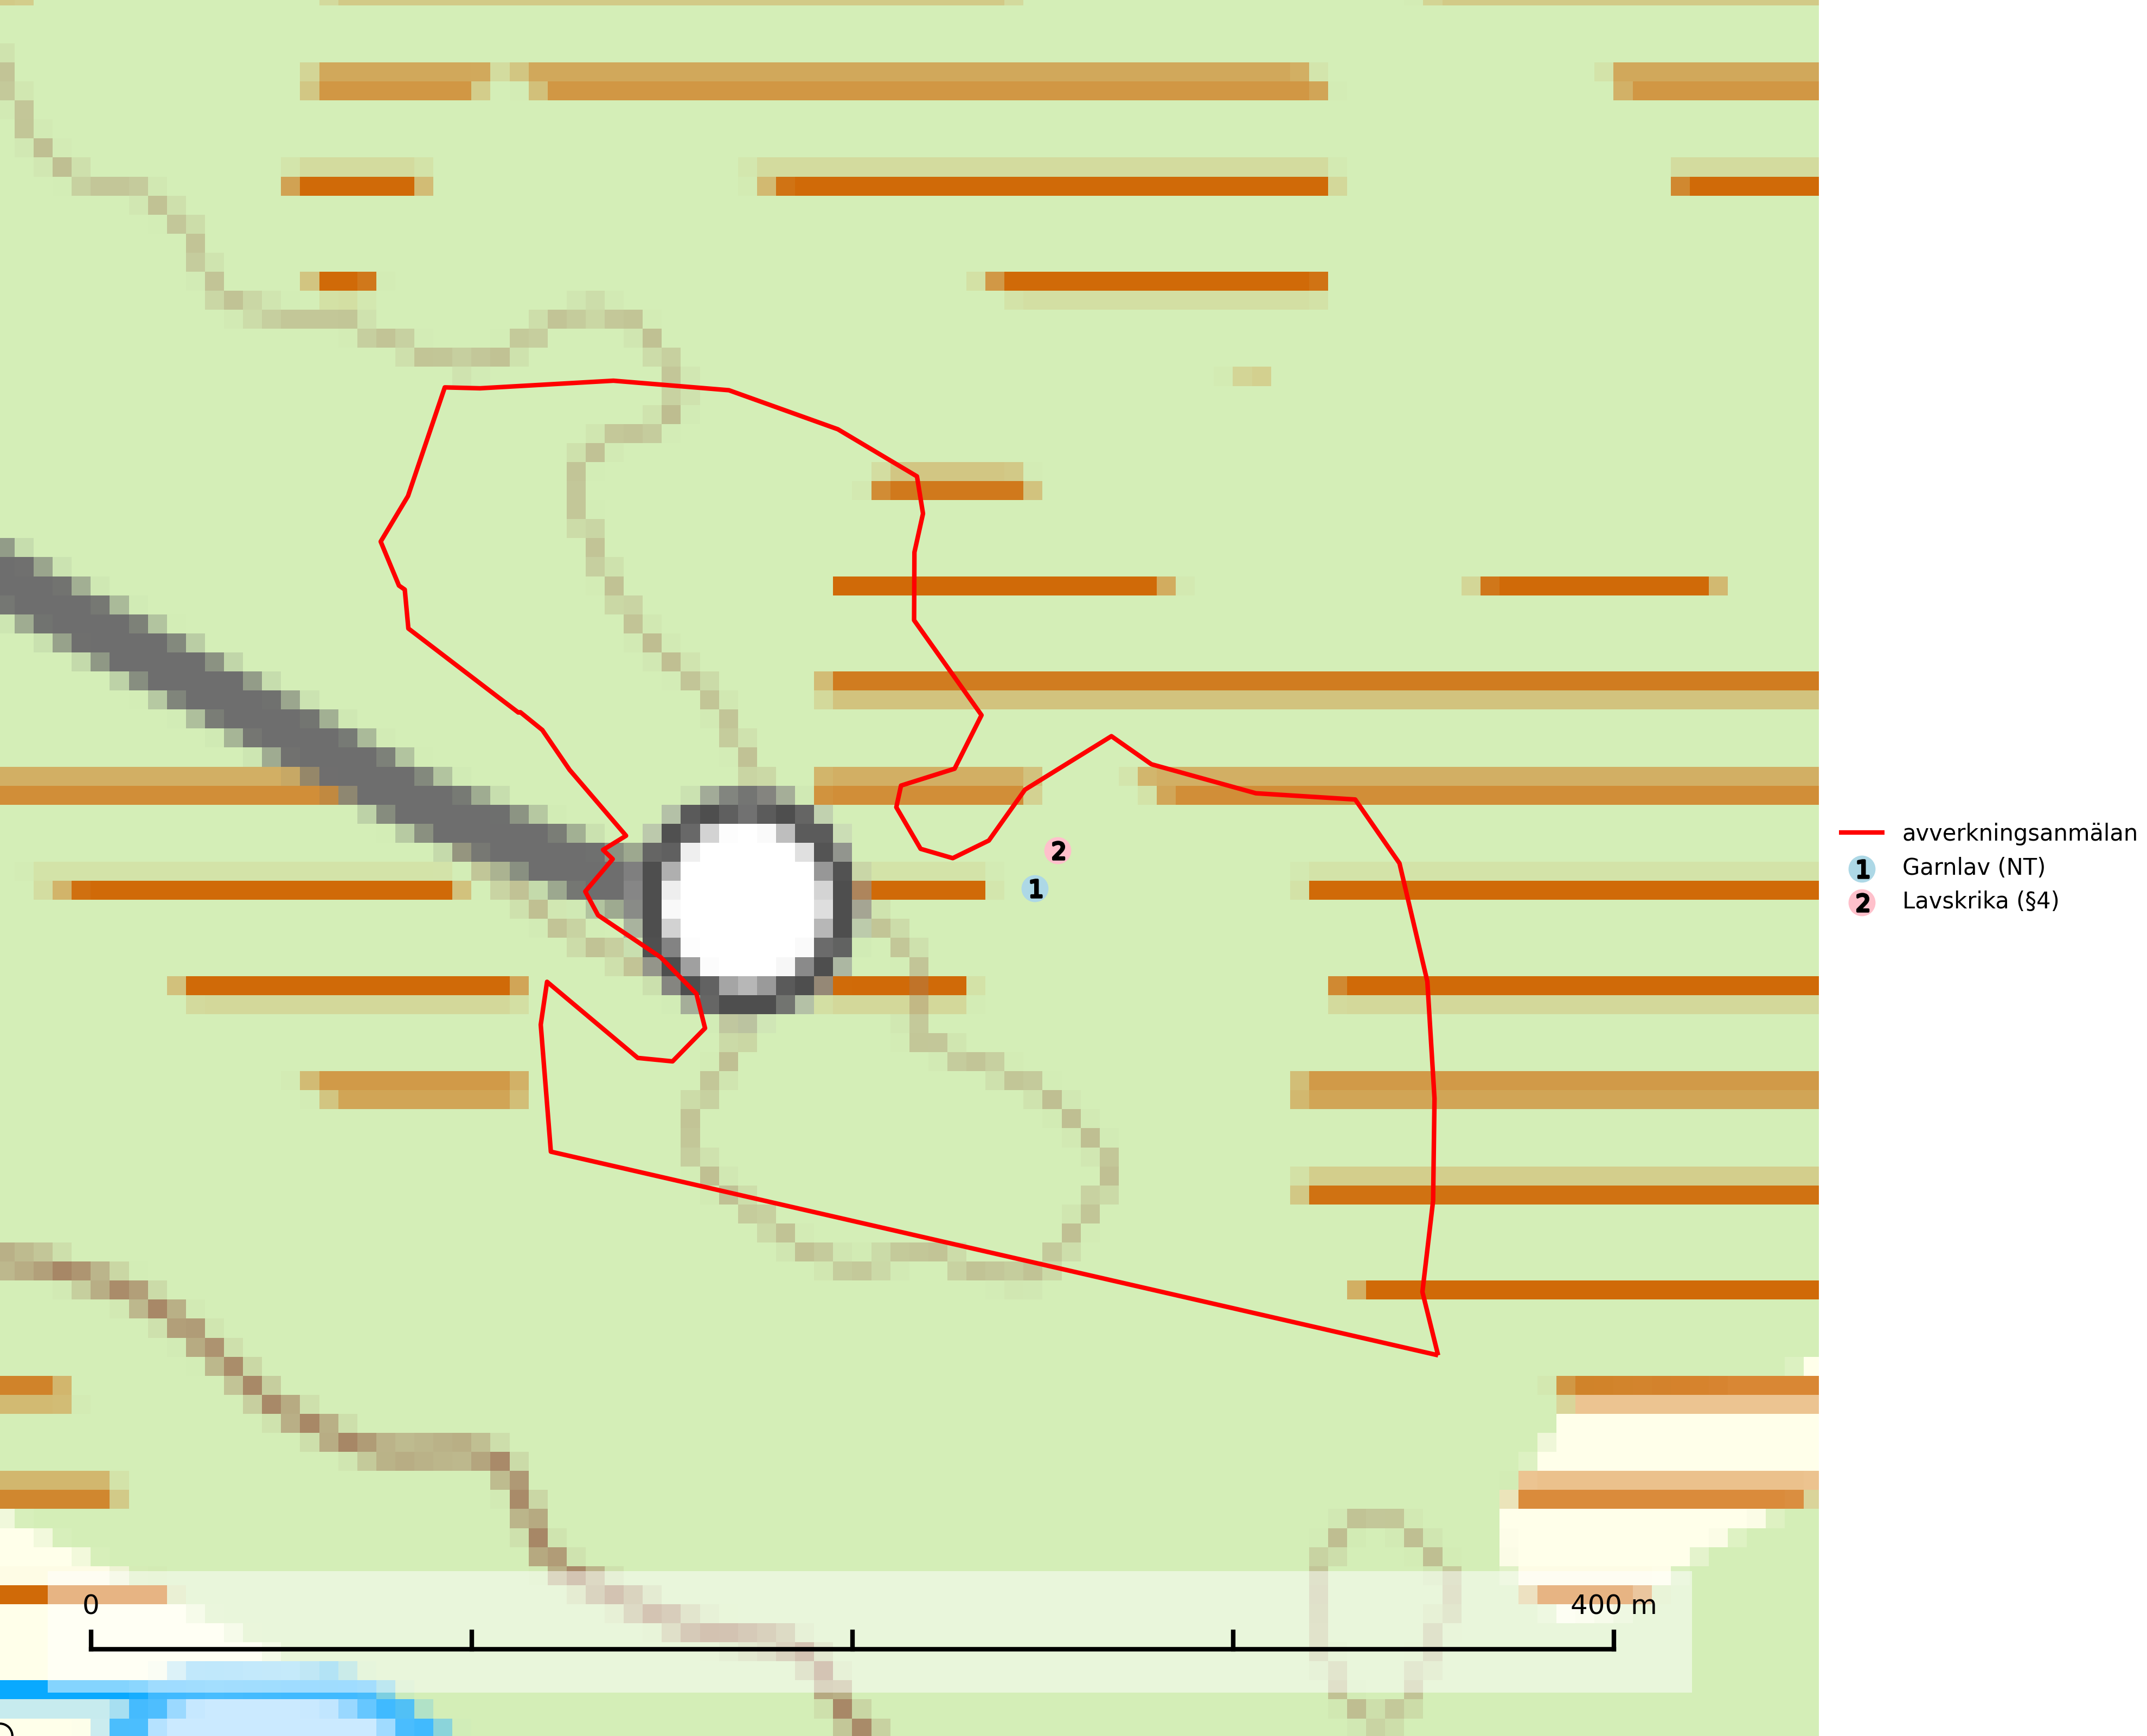 2
1
avverkningsanmälan
1 Garnlav (NT)
2 Lavskrika (§4)
0 400 m